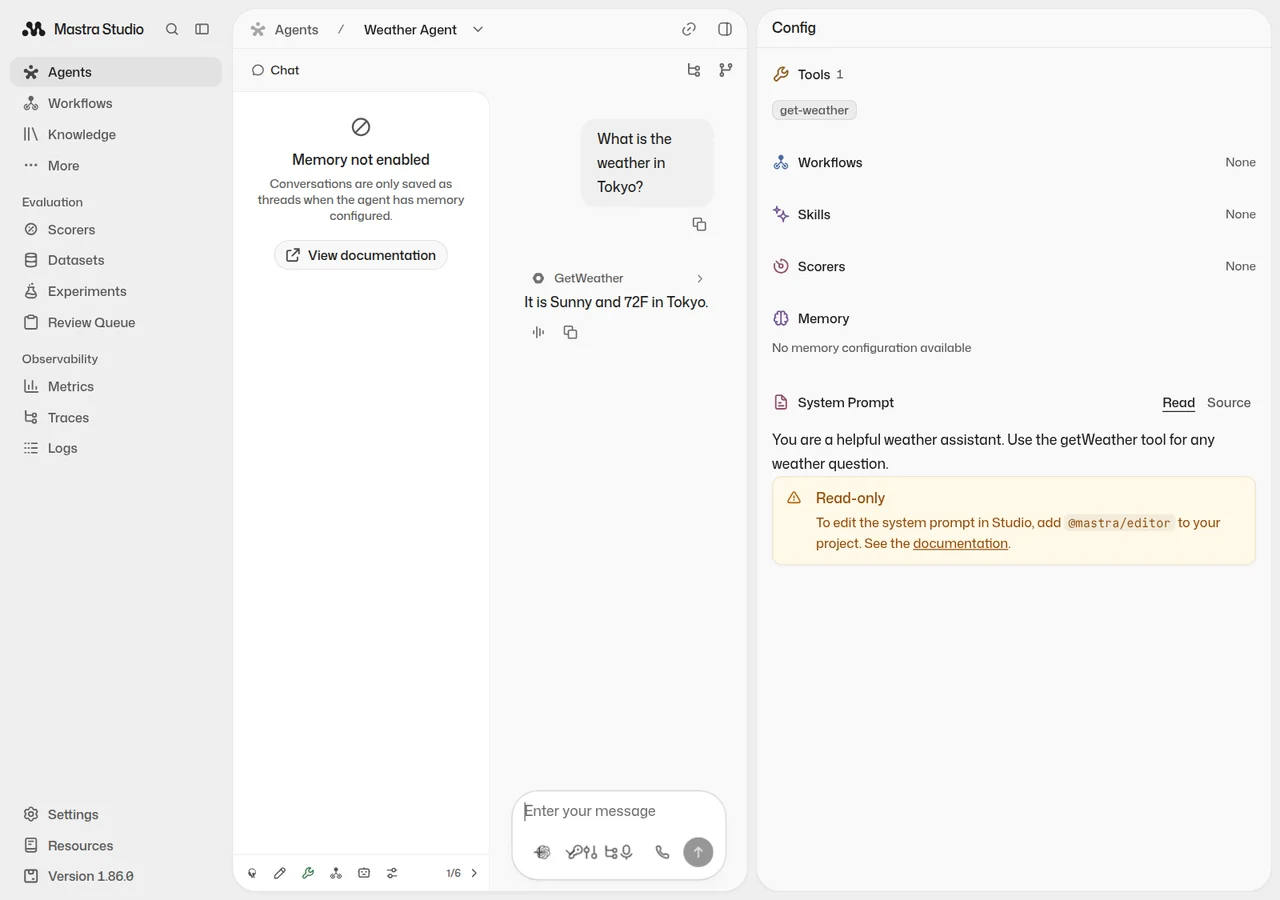 Mastra Studio
Agents
Workflows
Knowledge
More
Evaluation
Scorers
Datasets
Experiments
Review Queue
Observability
Metrics
Traces
Logs
Settings
Resources
Version 1.86.0
Agents / Weather Agent
Chat
Memory not enabled
Conversations are only saved as
threads when the agent has memory
configured.
View documentation
1/6
What is the
weather in
Tokyo?
GetWeather
It is Sunny and 72F in Tokyo.
Enter your message
Config
Tools 1
get-weather
Workflows None
Skills None
Scorers None
Memory
No memory configuration available
System Prompt Read Source
You are a helpful weather assistant. Use the getWeather tool for any
weather question.
Read-only
To edit the system prompt in Studio, add @mastra/editor to your
project. See the documentation.